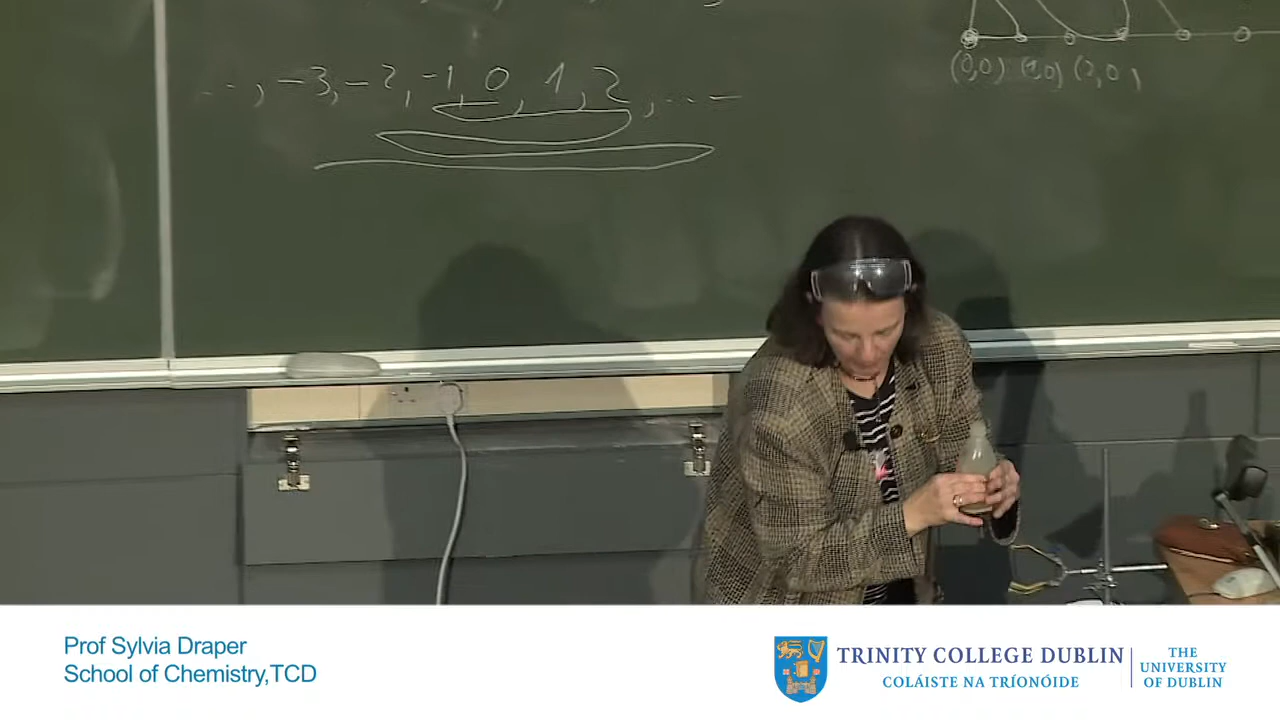 .., -3, -2, -1, 0, 1, 2, ...
(0,0) (1,0) (2,0)
Prof Sylvia Draper
School of Chemistry,TCD
TRINITY COLLEGE DUBLIN
COLÁISTE NA TRÍONÓIDE
THE
UNIVERSITY
OF DUBLIN